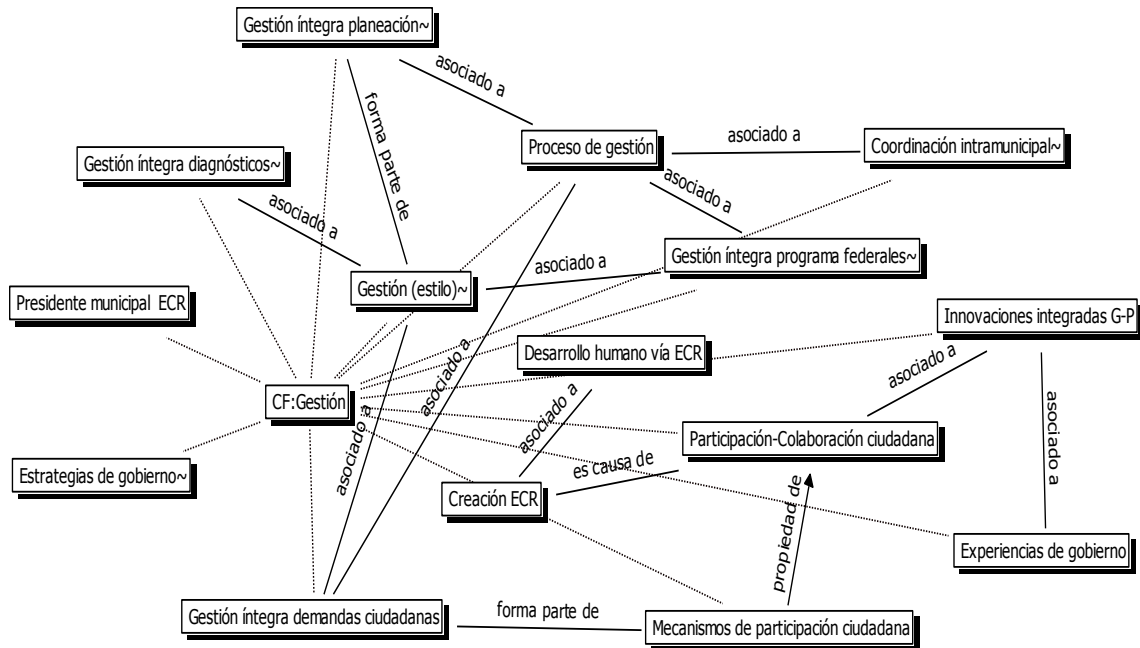 Gestión íntegra planeación~
asociado a
forma parte de
Proceso de gestión
asociado a
Coordinación intramunicipal~
Gestión íntegra diagnósticos~
asociado a
asociado a
Gestión íntegra programa federales~
asociado a
Gestión (estilo)~
Presidente municipal ECR
Innovaciones integradas G-P
Desarrollo humano vía ECR
asociado a
asociado a
asociado a
CF:Gestión
asociado a
asociado a
asociado a
Participación-Colaboración ciudadana
es causa de
Estrategias de gobierno~
Creación ECR
propiedad de
Experiencias de gobierno
Gestión íntegra demandas ciudadanas
forma parte de
Mecanismos de participación ciudadana